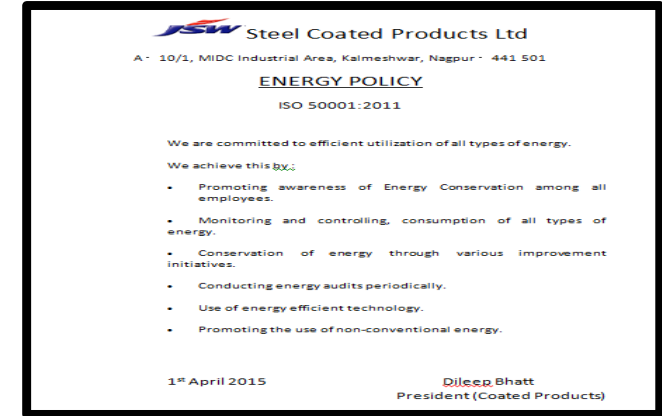 JSW Steel Coated Products Ltd
A - 10/1, MIDC Industrial Area, Kalmeshwar, Nagpur - 441 501
ENERGY POLICY
ISO 50001:2011
We are committed to efficient utilization of all types of energy.
We achieve this by :
• Promoting awareness of Energy Conservation among all
employees.
• Monitoring and controlling, consumption of all types of
energy.
• Conservation of energy through various improvement
initiatives.
• Conducting energy audits periodically.
• Use of energy efficient technology.
• Promoting the use of non-conventional energy.
1st April 2015 Dileep Bhatt
President (Coated Products)